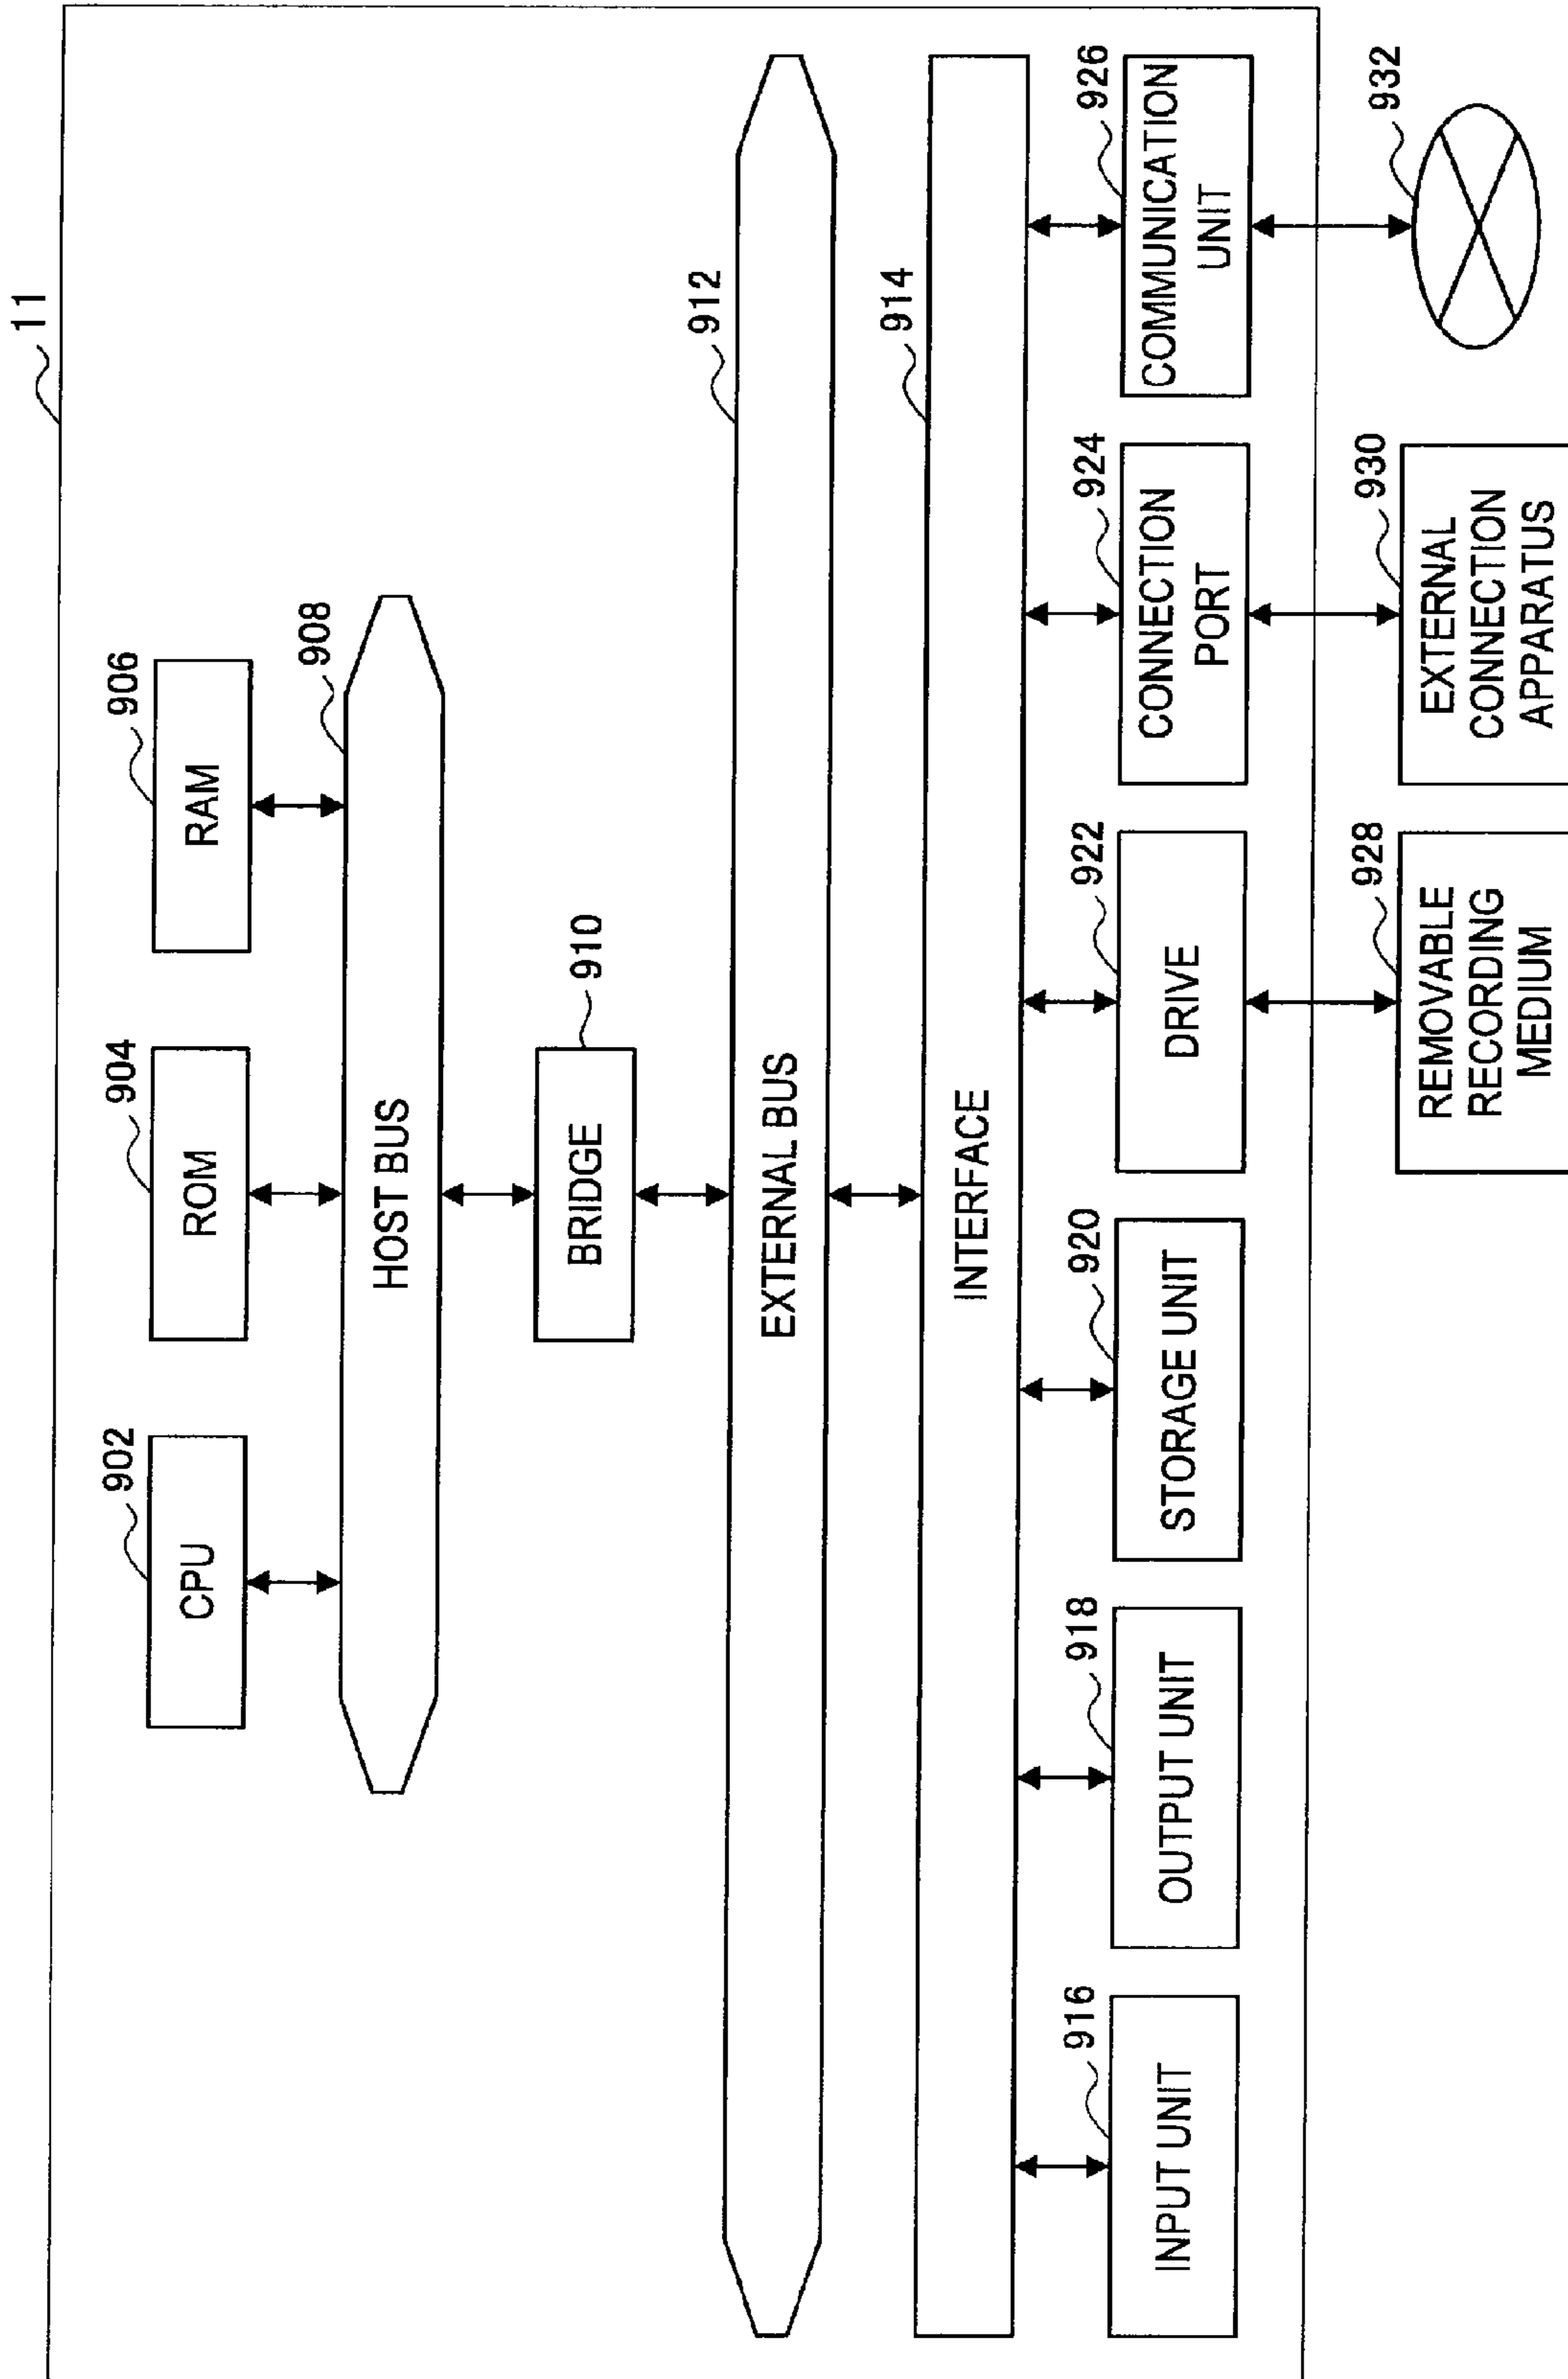 11
902
CPU
904
ROM
906
RAM
908
HOST BUS
910
BRIDGE
912
EXTERNAL BUS
914
INTERFACE
916
INPUT UNIT
918
OUTPUT UNIT
920
STORAGE UNIT
922
DRIVE
924
CONNECTION
PORT
926
COMMUNICATION
UNIT
928
REMOVABLE
RECORDING
MEDIUM
930
EXTERNAL
CONNECTION
APPARATUS
932